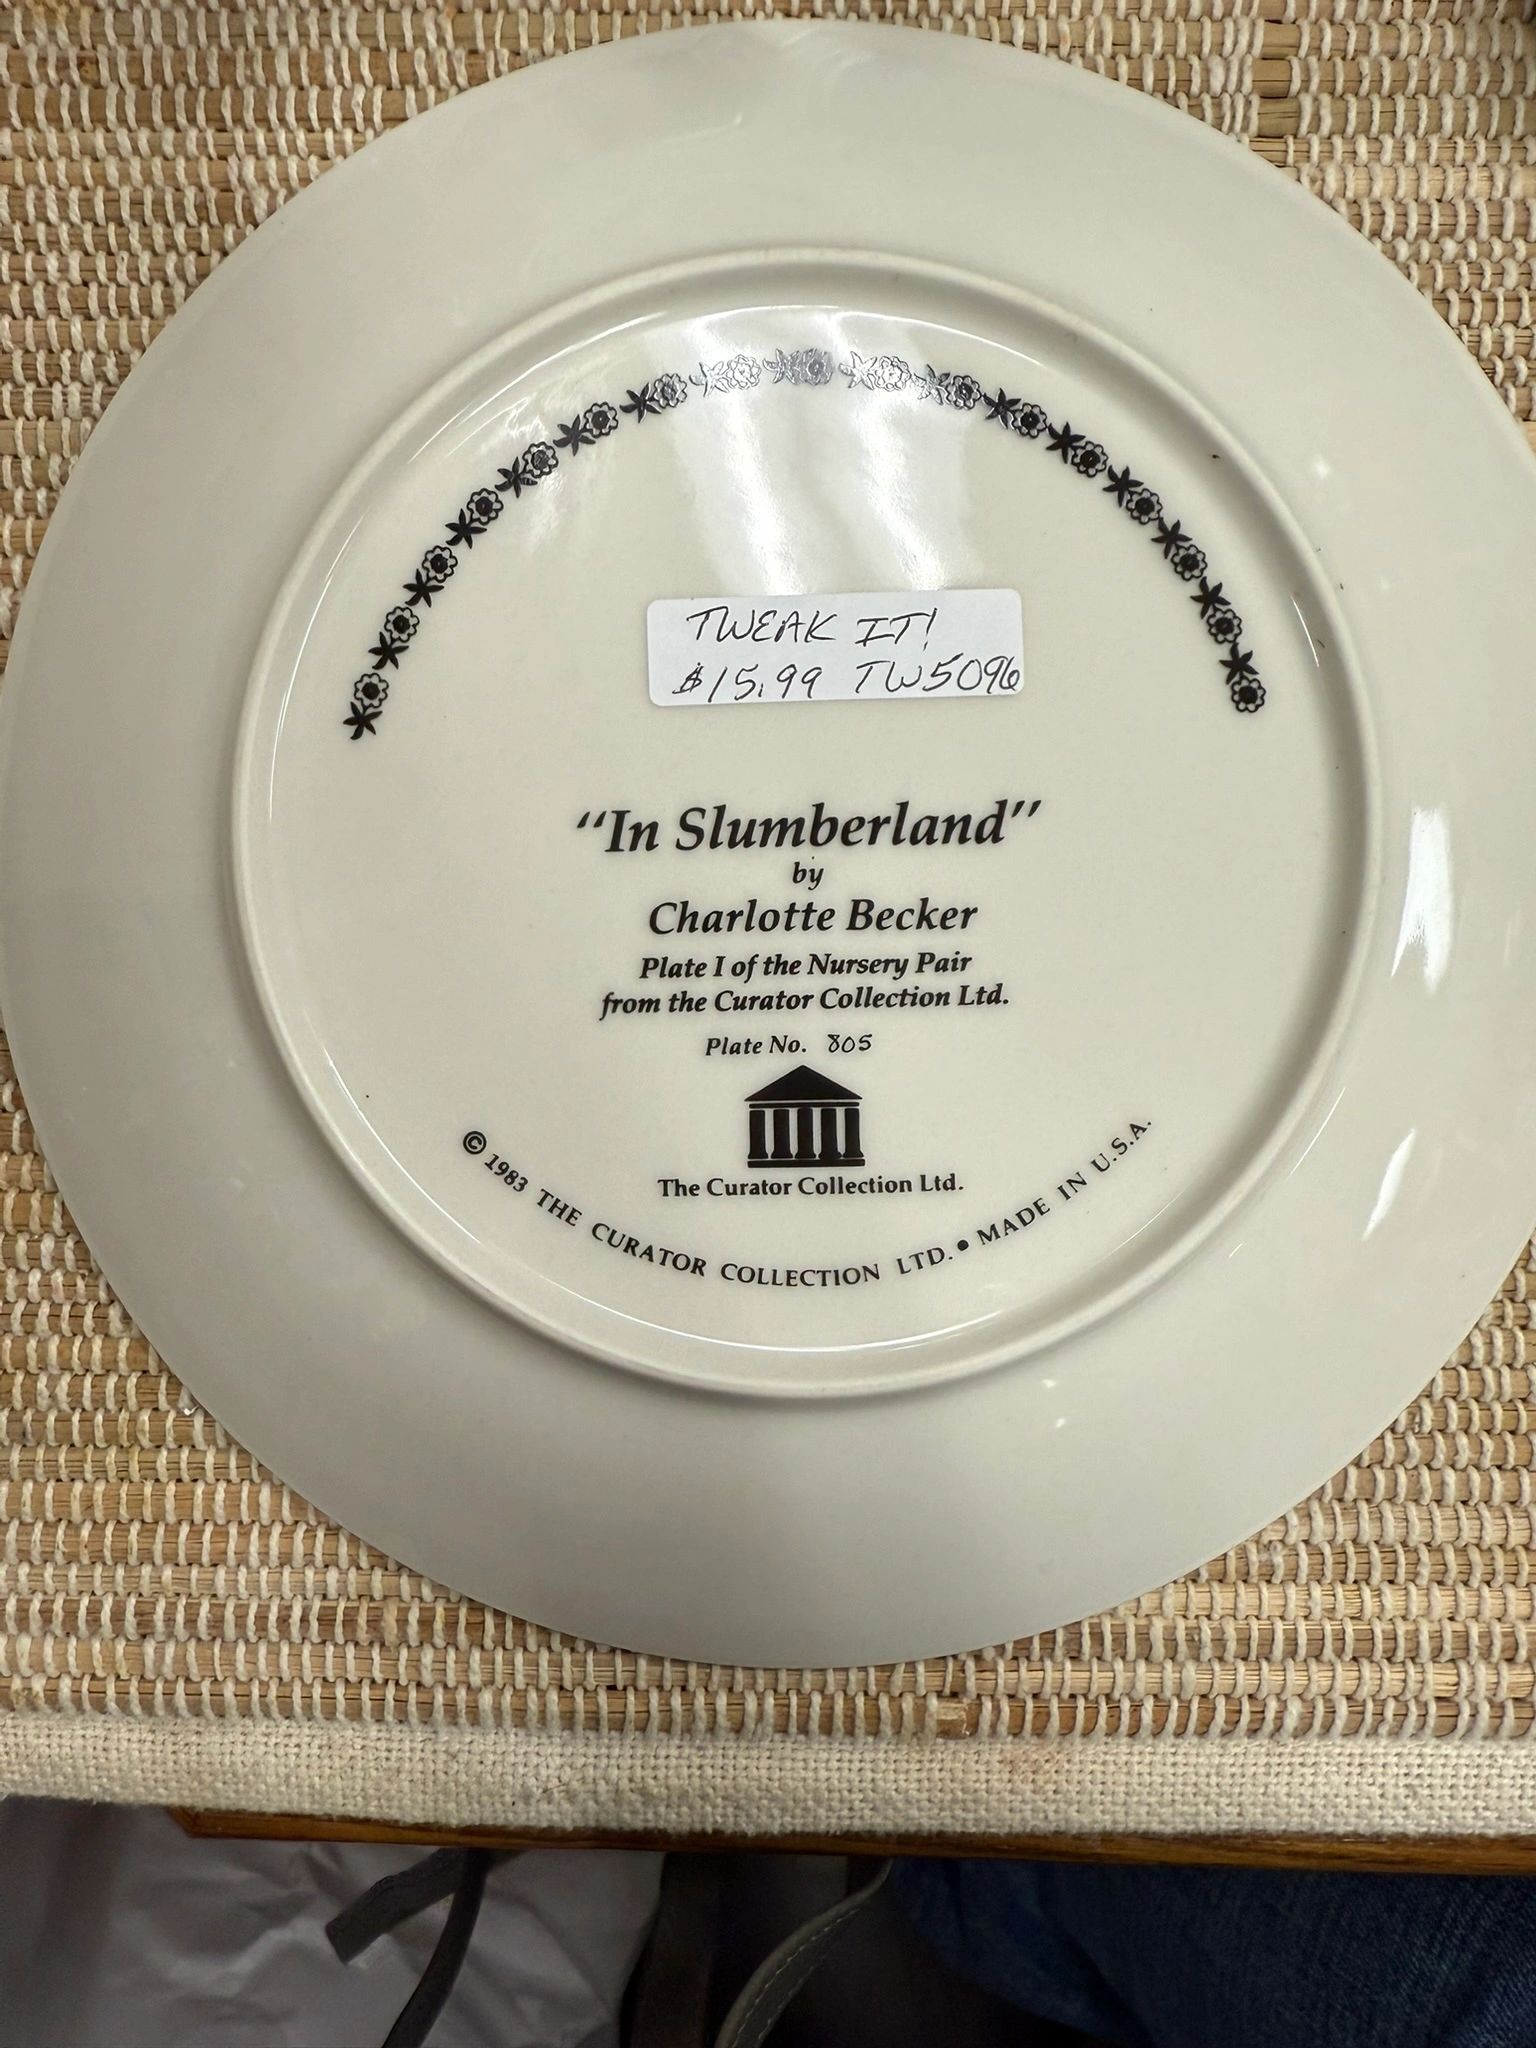 TWEAK IT!
$15.99 TW5096
“In Slumberland”
by
Charlotte Becker
Plate I of the Nursery Pair
from the Curator Collection Ltd.
Plate No. 805
The Curator Collection Ltd.
© 1983 THE CURATOR COLLECTION LTD. • MADE IN U.S.A.